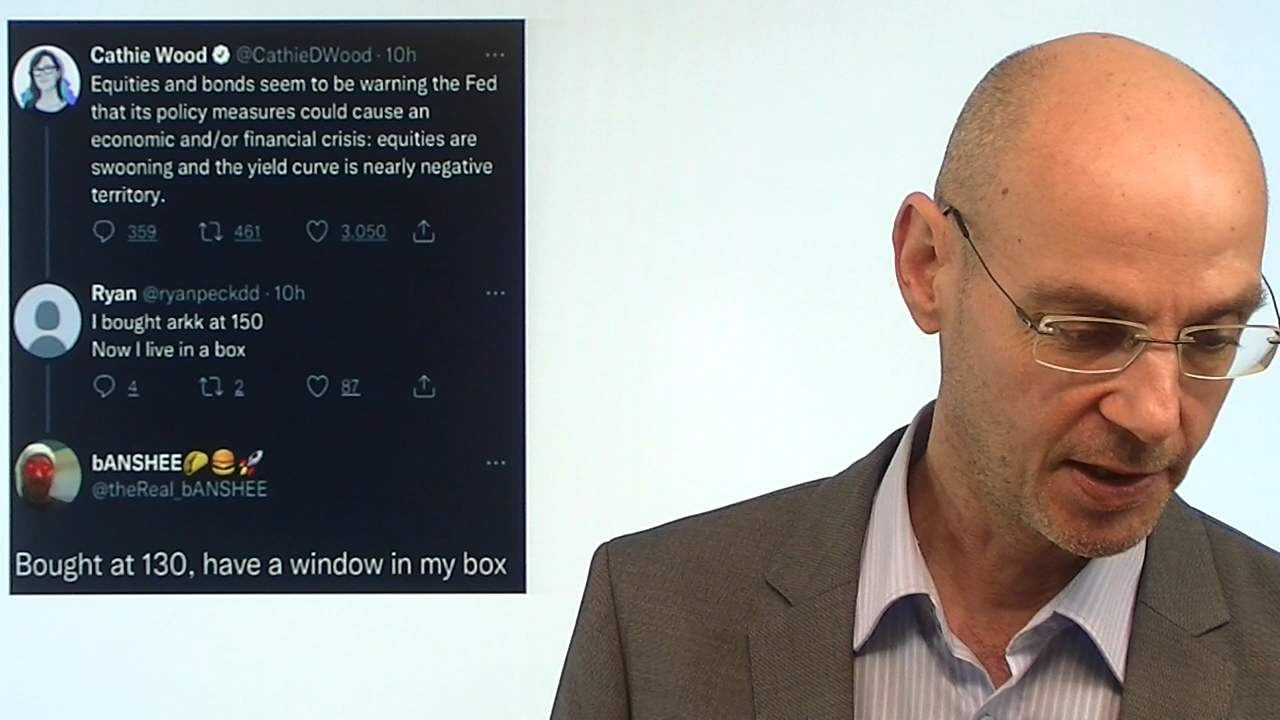 Cathie Wood @CathieDWood · 10h
Equities and bonds seem to be warning the Fed
that its policy measures could cause an
economic and/or financial crisis: equities are
swooning and the yield curve is nearly negative
territory.
359 461 3,050
Ryan @ryanpeckdd · 10h
I bought arkk at 150
Now I live in a box
4 2 87
bANSHEE🌮🍔🚀
@theReal_bANSHEE
Bought at 130, have a window in my box